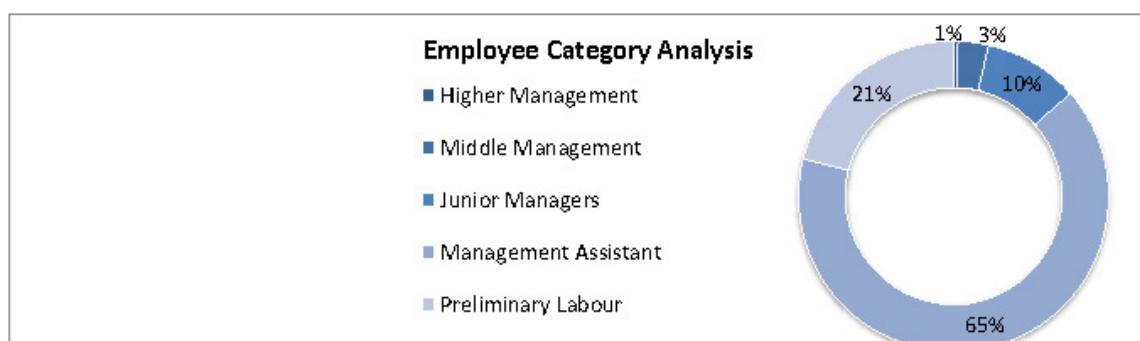 Employee Category Analysis
Higher Management
Middle Management
Junior Managers
Management Assistant
Preliminary Labour
1%
3%
10%
21%
65%